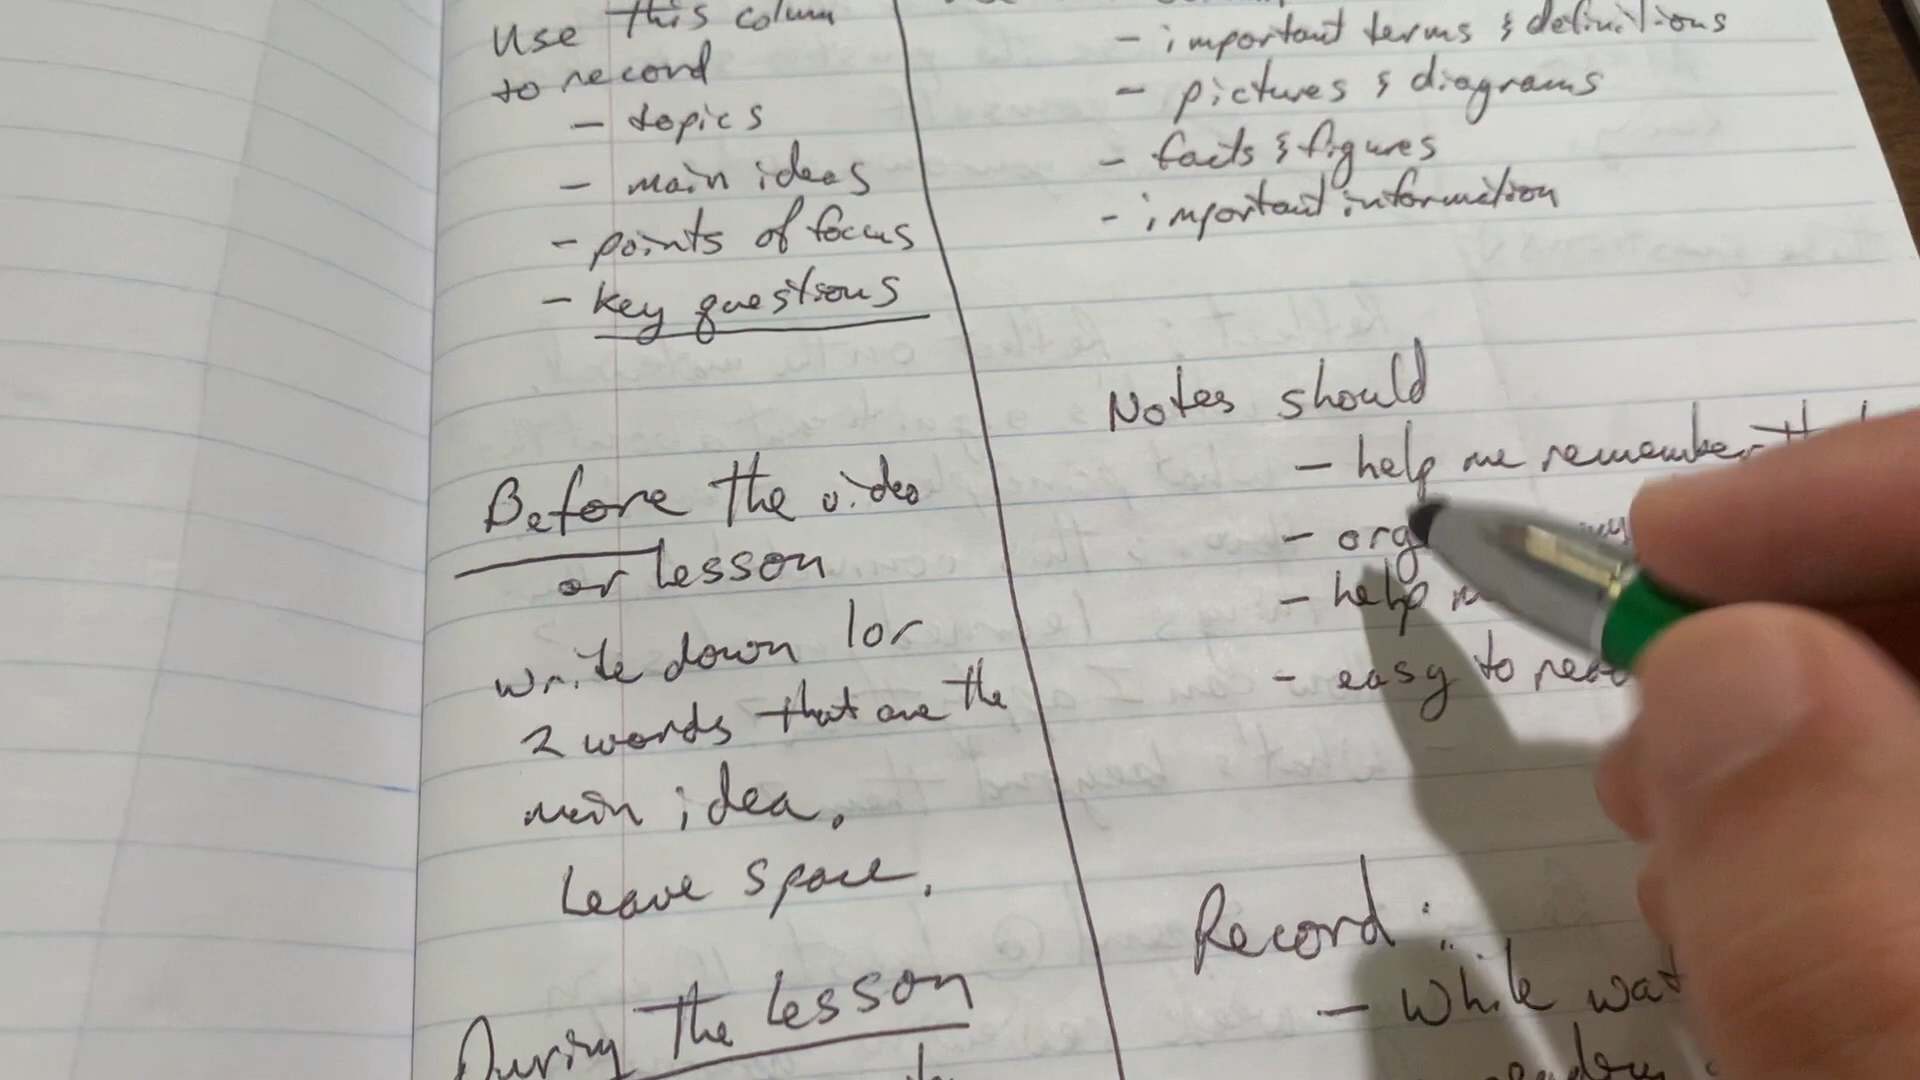 Use this column
to record
- topics
- main ideas
- points of focus
- key questions
Before the video
or lesson
write down 1 or
2 words that are the
main idea.
Leave space.
During the lesson
- important terms & definitions
- pictures & diagrams
- facts & figures
- important information
Notes should
- help me remember
- org
- help
- easy to read
Record:
- while